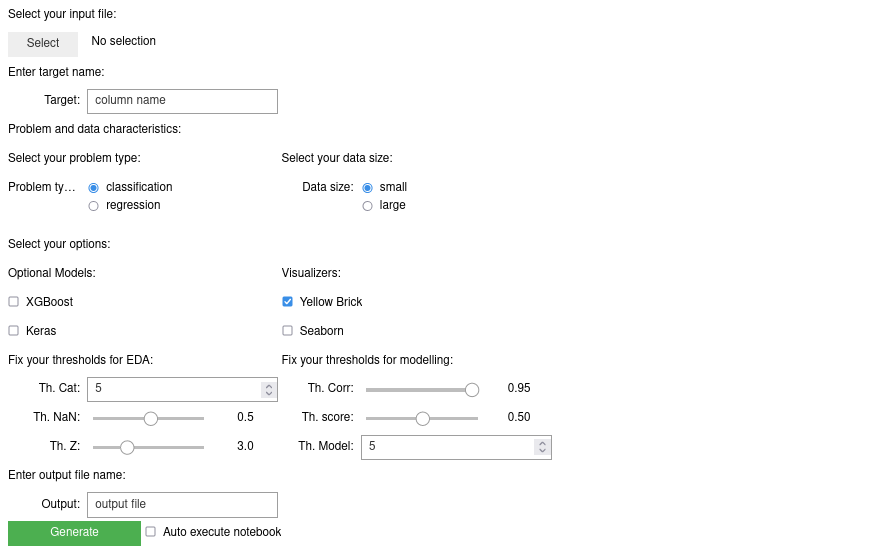 Select your input file:
Select No selection
Enter target name:
Target: column name
Problem and data characteristics:
Select your problem type: Select your data size:
Problem ty… classification Data size: small
regression large
Select your options:
Optional Models: Visualizers:
XGBoost Yellow Brick
Keras Seaborn
Fix your thresholds for EDA: Fix your thresholds for modelling:
Th. Cat: 5 Th. Corr: 0.95
Th. NaN: 0.5 Th. score: 0.50
Th. Z: 3.0 Th. Model: 5
Enter output file name:
Output: output file
Generate Auto execute notebook